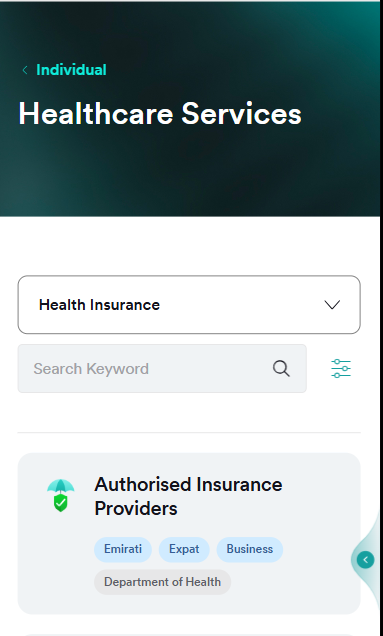 Individual
Healthcare Services
Health Insurance
Search Keyword
Authorised Insurance
Providers
Emirati Expat Business
Department of Health